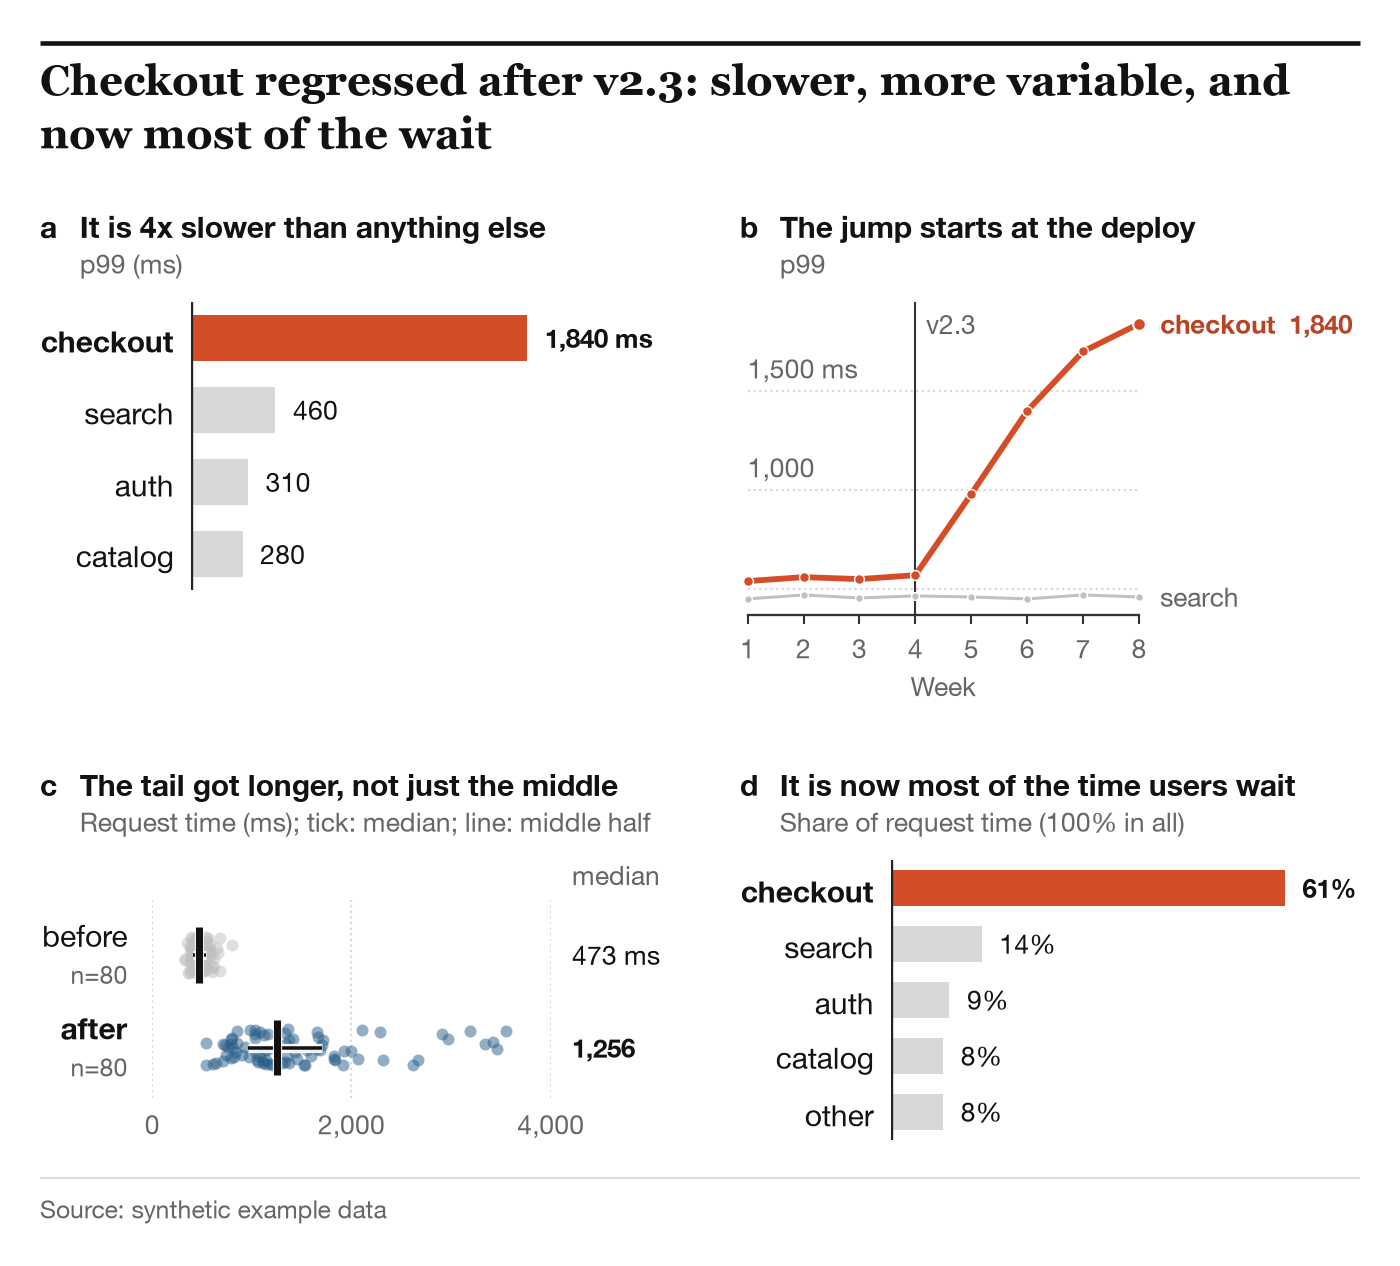 Checkout regressed after v2.3: slower, more variable, and
now most of the wait
a It is 4x slower than anything else
p99 (ms)
checkout 1,840 ms
search 460
auth 310
catalog 280
b The jump starts at the deploy
p99
v2.3
checkout 1,840
1,500 ms
1,000
search
1 2 3 4 5 6 7 8
Week
c The tail got longer, not just the middle
Request time (ms); tick: median; line: middle half
median
before
n=80
473 ms
after
n=80
1,256
0 2,000 4,000
d It is now most of the time users wait
Share of request time (100% in all)
checkout 61%
search 14%
auth 9%
catalog 8%
other 8%
Source: synthetic example data